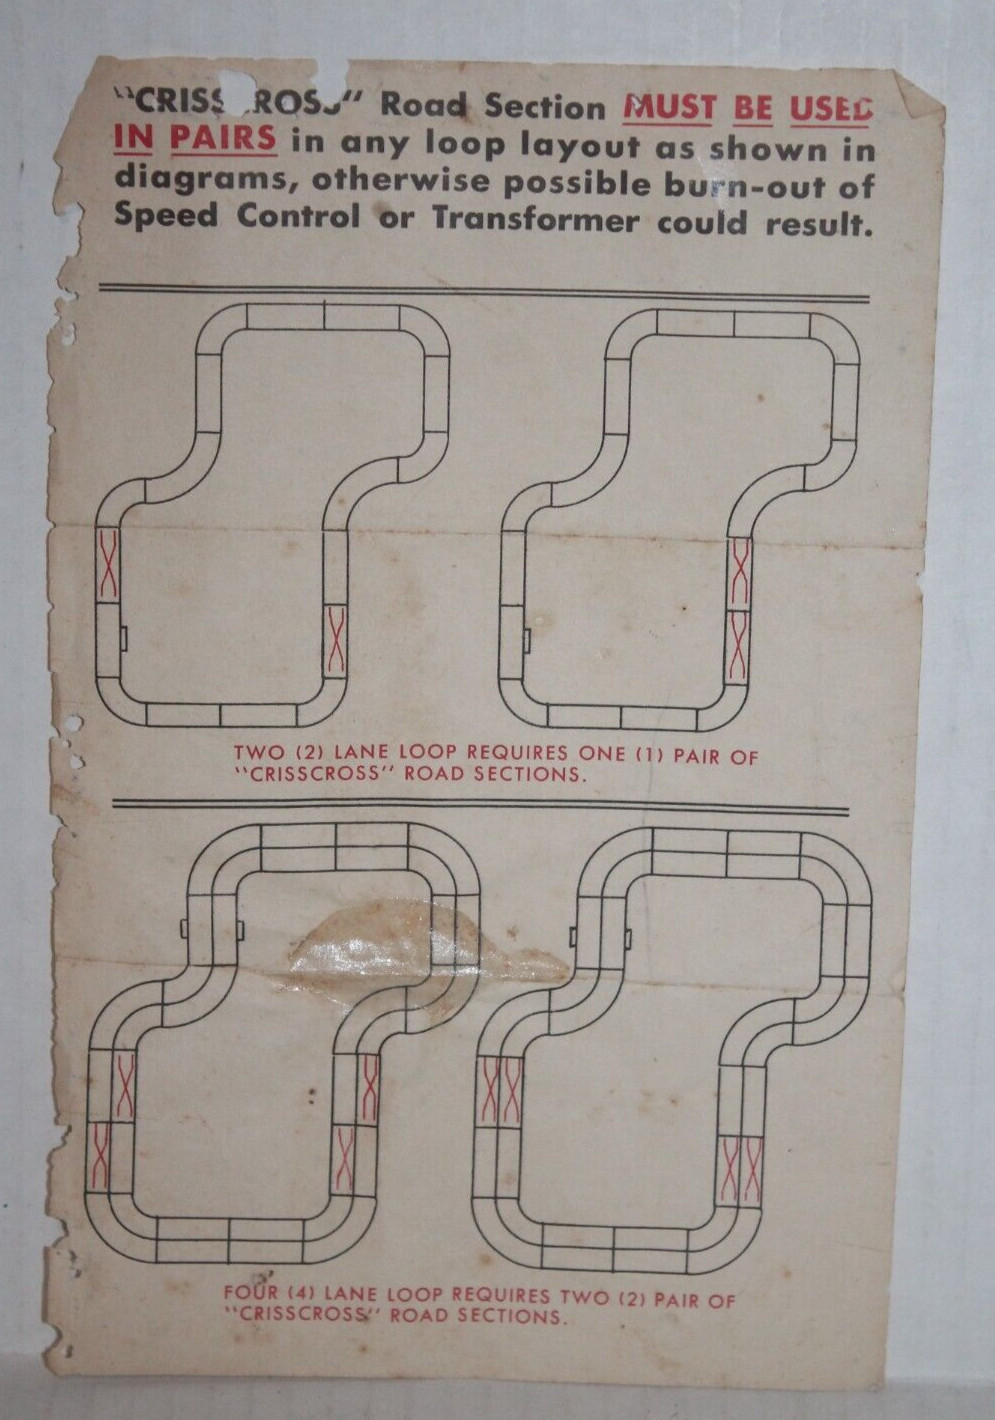 "CRISSCROSS" Road Section MUST BE USED
IN PAIRS in any loop layout as shown in
diagrams, otherwise possible burn-out of
Speed Control or Transformer could result.
TWO (2) LANE LOOP REQUIRES ONE (1) PAIR OF
"CRISSCROSS" ROAD SECTIONS.
FOUR (4) LANE LOOP REQUIRES TWO (2) PAIR OF
"CRISSCROSS" ROAD SECTIONS.